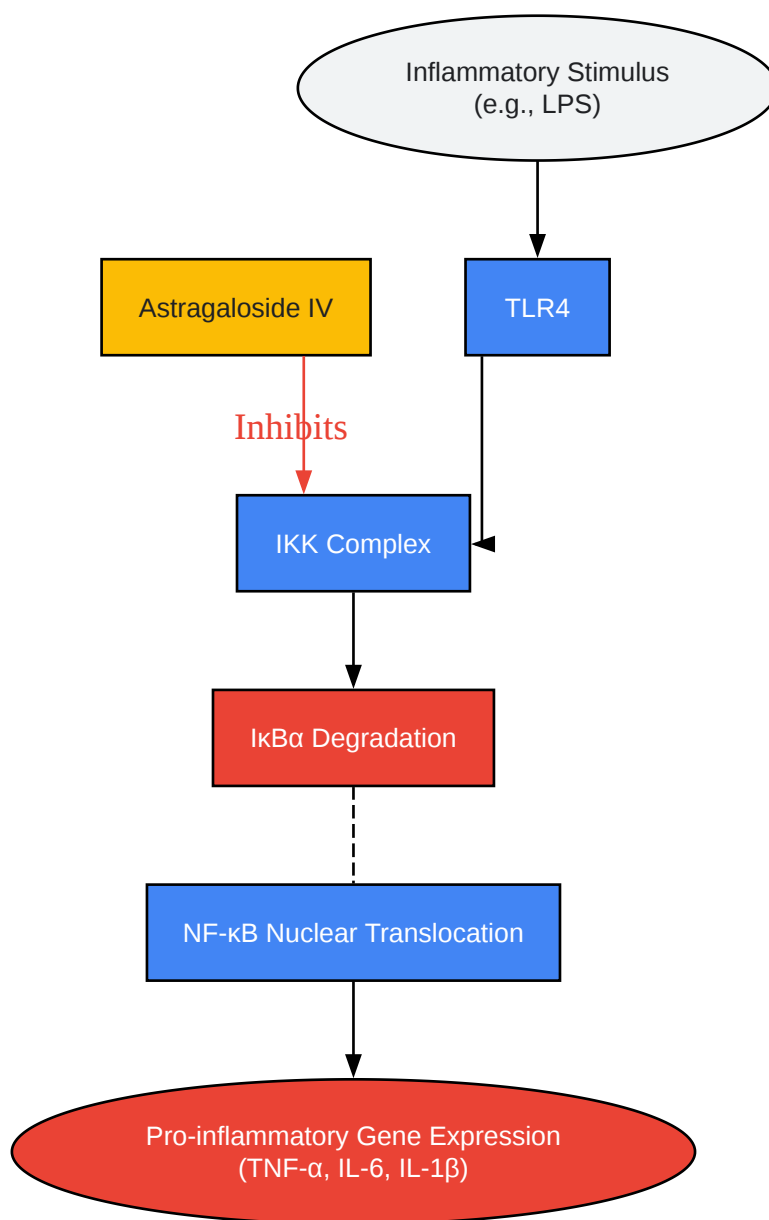 Inflammatory Stimulus
(e.g., LPS)
Astragaloside IV
TLR4
Inhibits
IKK Complex
IκBα Degradation
NF-κB Nuclear Translocation
Pro-inflammatory Gene Expression
(TNF-α, IL-6, IL-1β)